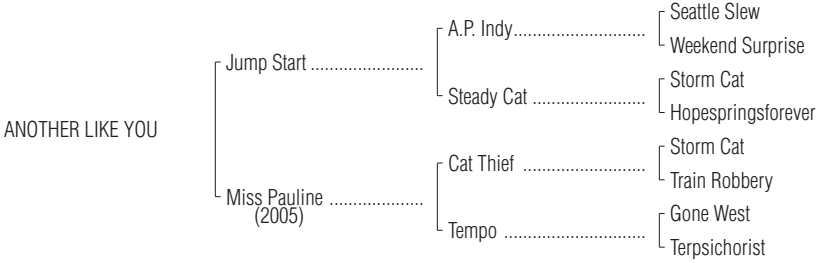 Seattle Slew
A.P. Indy..............................
Weekend Surprise
Jump Start .........................
Storm Cat
Steady Cat .........................
Hopespringsforever
ANOTHER LIKE YOU
Storm Cat
Cat Thief ...........................
Train Robbery
Miss Pauline .....................
(2005)
Gone West
Tempo ...............................
Terpsichorist